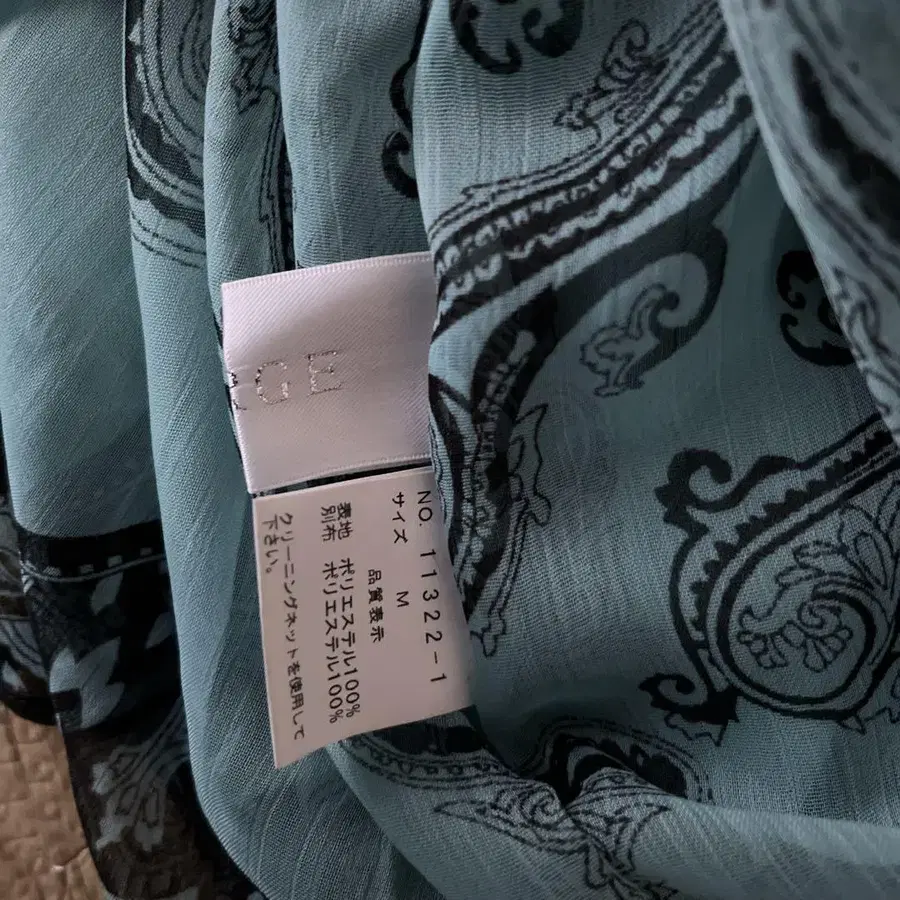 GE
NO. 11322-1
サイズ M
品質表示
表地 ポリエステル100%
別布 ポリエステル100%
クリーニングネットを使用して
下さい。